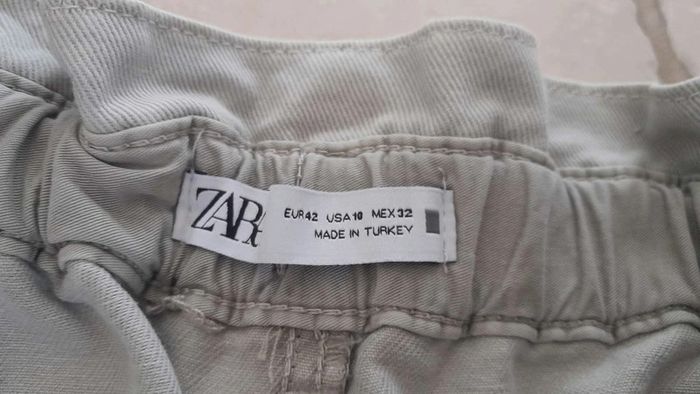 ZARA
EUR 42 USA 10 MEX 32
MADE IN TURKEY